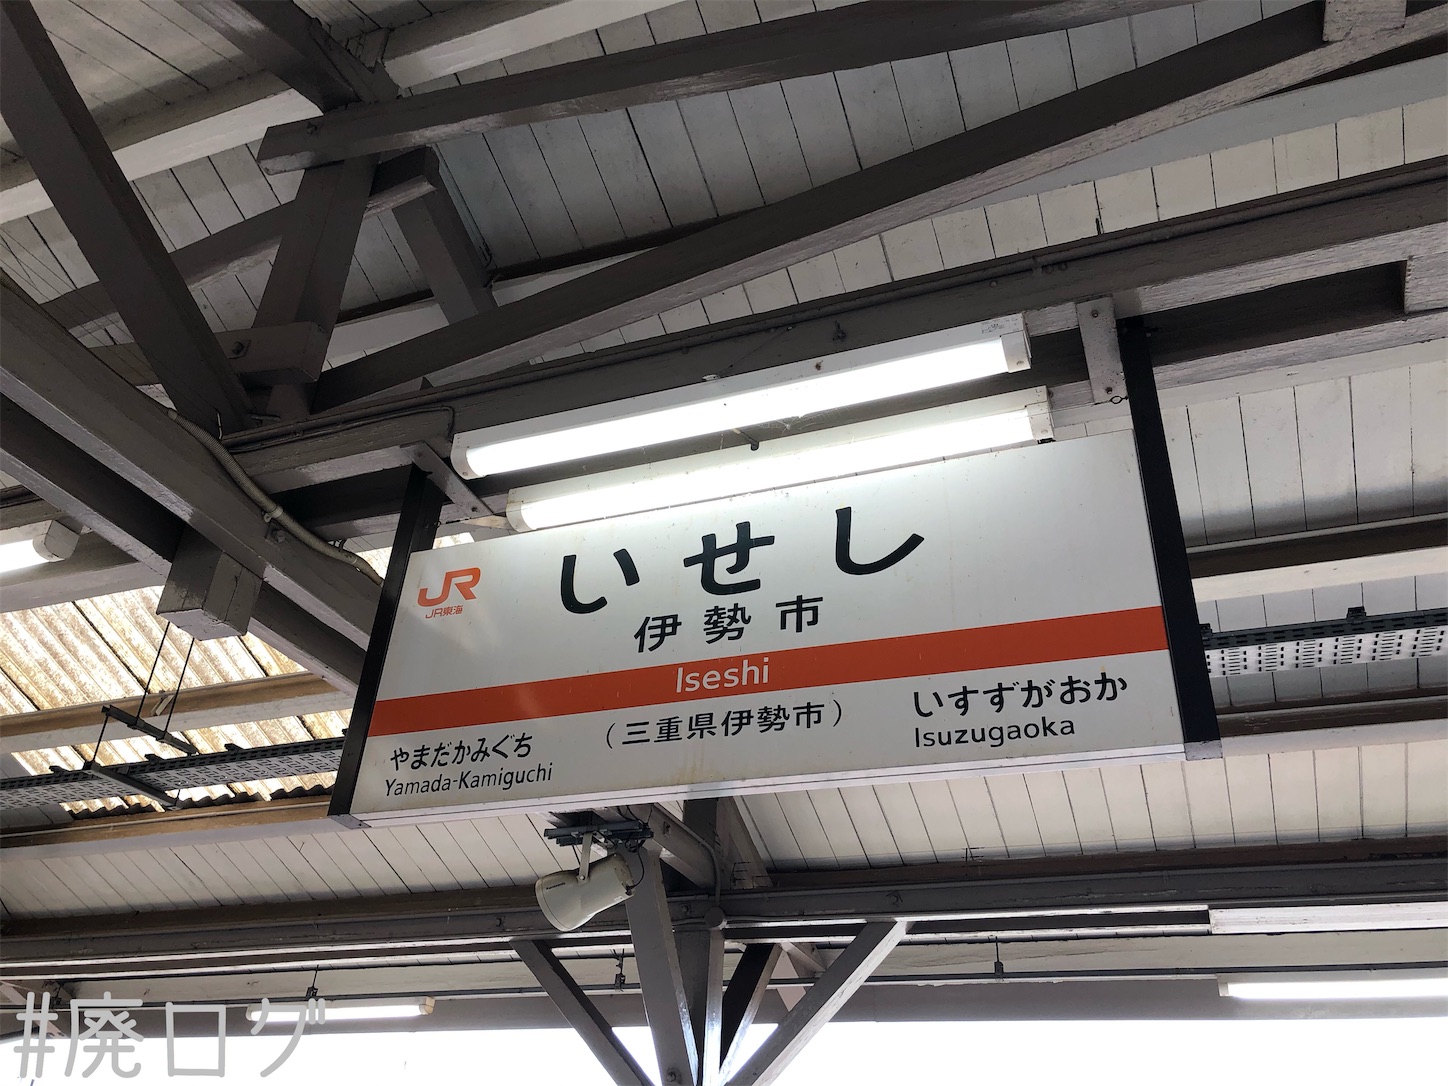 JR
JR東海
いせし
伊勢市
Iseshi
(三重県伊勢市)
やまだかみぐち
Yamada-Kamiguchi
いすずがおか
Isuzugaoka
#廃ログ